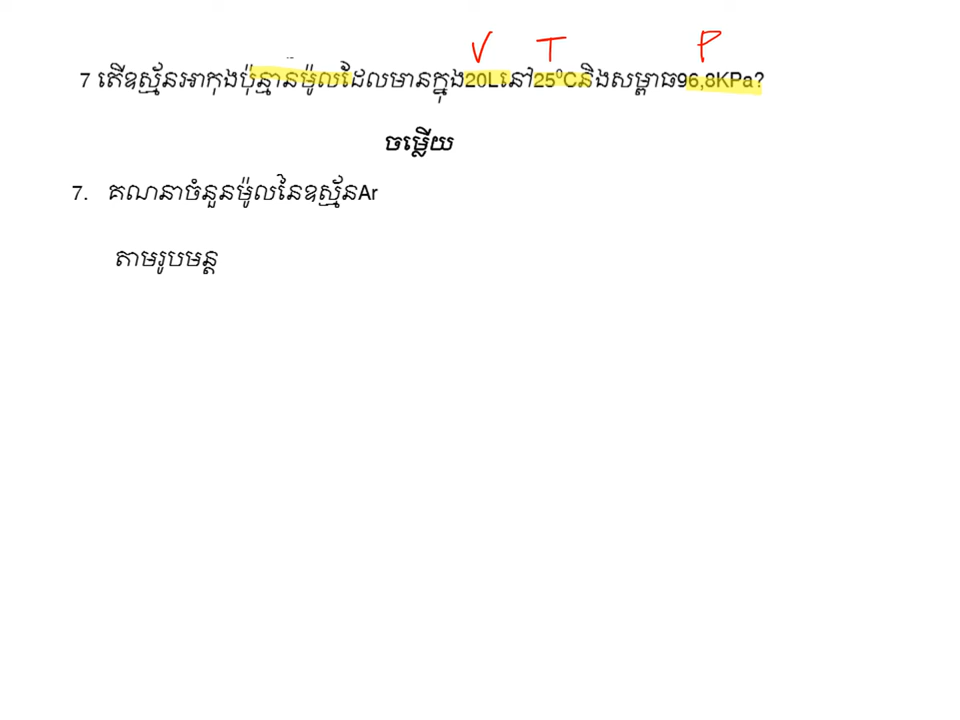 V T P
7 តើឧស្ម័នអាកុងប៉ុន្មានម៉ូលដែលមានក្នុង20Lនៅ25⁰Cនិងសម្ពាធ96,8KPa?
ចម្លើយ
7. គណនាចំនួនម៉ូលនៃឧស្ម័នAr
តាមរូបមន្ត